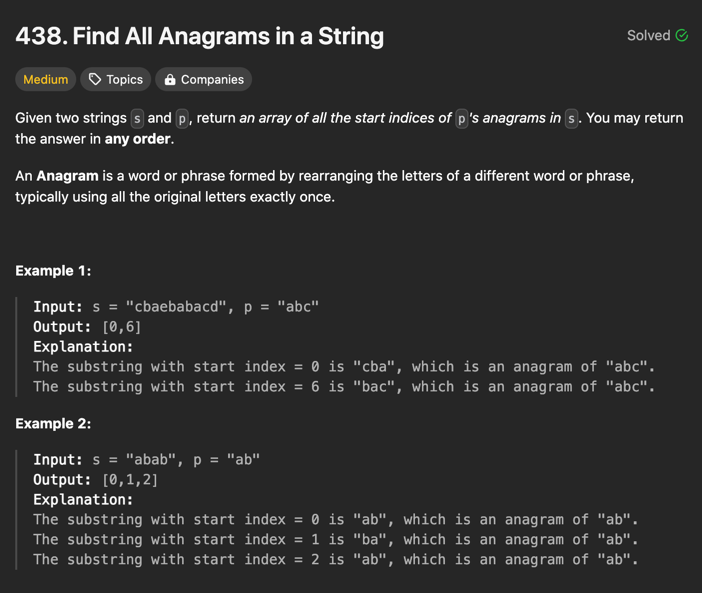 438. Find All Anagrams in a String
Solved
Medium
Topics
Companies
Given two strings s and p, return an array of all the start indices of p's anagrams in s. You may return
the answer in any order.
An Anagram is a word or phrase formed by rearranging the letters of a different word or phrase,
typically using all the original letters exactly once.
Example 1:
Input: s = "cbaebabacd", p = "abc"
Output: [0,6]
Explanation:
The substring with start index = 0 is "cba", which is an anagram of "abc".
The substring with start index = 6 is "bac", which is an anagram of "abc".
Example 2:
Input: s = "abab", p = "ab"
Output: [0,1,2]
Explanation:
The substring with start index = 0 is "ab", which is an anagram of "ab".
The substring with start index = 1 is "ba", which is an anagram of "ab".
The substring with start index = 2 is "ab", which is an anagram of "ab".